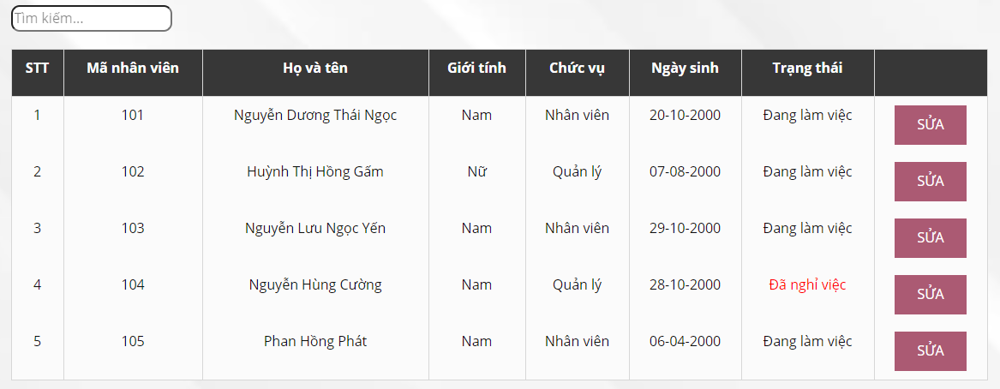 Tìm kiếm...
STT Mã nhân viên Họ và tên Giới tính Chức vụ Ngày sinh Trạng thái
1 101 Nguyễn Dương Thái Ngọc Nam Nhân viên 20-10-2000 Đang làm việc SỬA
2 102 Huỳnh Thị Hồng Gấm Nữ Quản lý 07-08-2000 Đang làm việc SỬA
3 103 Nguyễn Lưu Ngọc Yến Nam Nhân viên 29-10-2000 Đang làm việc SỬA
4 104 Nguyễn Hùng Cường Nam Quản lý 28-10-2000 Đã nghỉ việc SỬA
5 105 Phan Hồng Phát Nam Nhân viên 06-04-2000 Đang làm việc SỬA